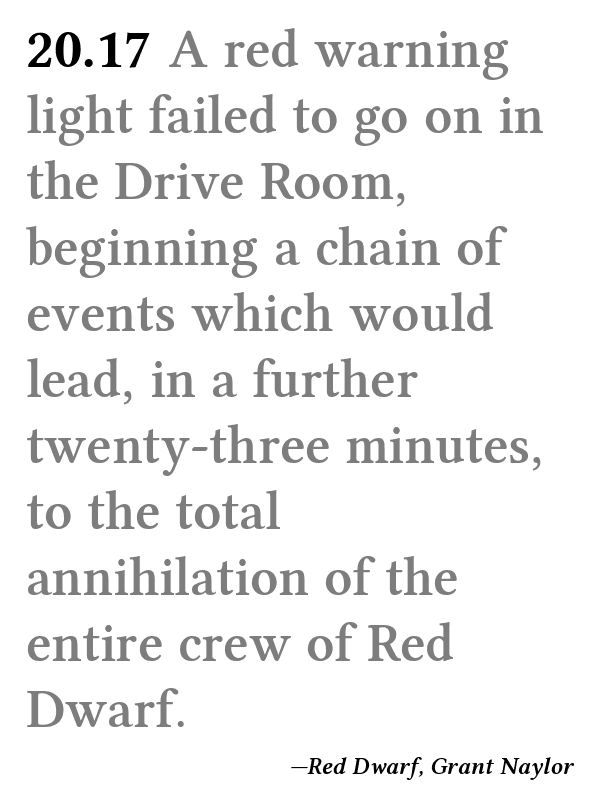 20.17 A red warning
light failed to go on in
the Drive Room,
beginning a chain of
events which would
lead, in a further
twenty-three minutes,
to the total
annihilation of the
entire crew of Red
Dwarf.
—Red Dwarf, Grant Naylor